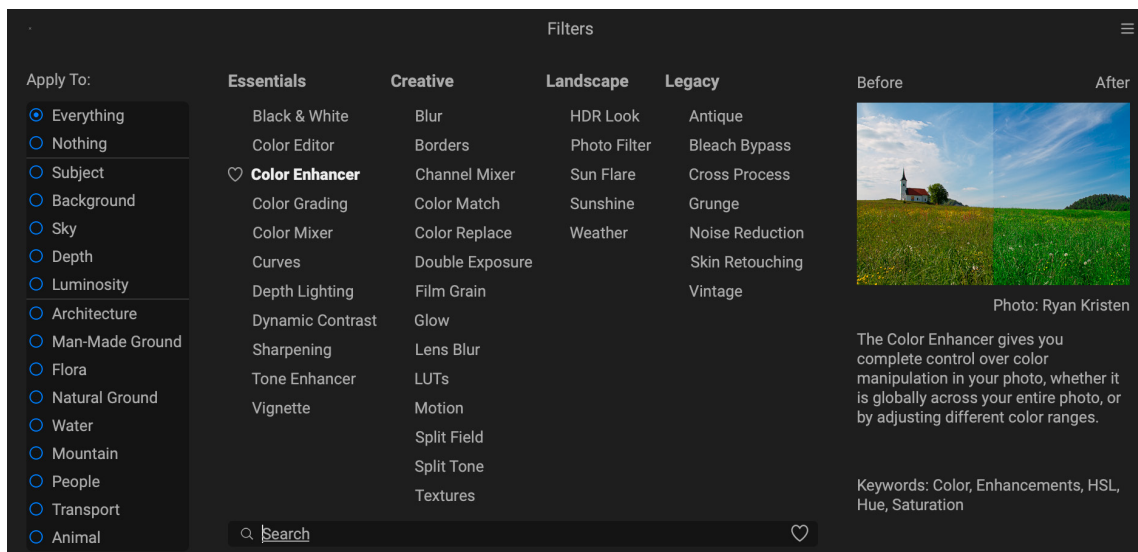 Filters
Apply To:
Everything
Nothing
Subject
Background
Sky
Depth
Luminosity
Architecture
Man-Made Ground
Flora
Natural Ground
Water
Mountain
People
Transport
Animal
Essentials
Black & White
Color Editor
Color Enhancer
Color Grading
Color Mixer
Curves
Depth Lighting
Dynamic Contrast
Sharpening
Tone Enhancer
Vignette
Creative
Blur
Borders
Channel Mixer
Color Match
Color Replace
Double Exposure
Film Grain
Glow
Lens Blur
LUTs
Motion
Split Field
Split Tone
Textures
Landscape
HDR Look
Photo Filter
Sun Flare
Sunshine
Weather
Legacy
Antique
Bleach Bypass
Cross Process
Grunge
Noise Reduction
Skin Retouching
Vintage
Search
Before After
Photo: Ryan Kristen
The Color Enhancer gives you
complete control over color
manipulation in your photo, whether it
is globally across your entire photo, or
by adjusting different color ranges.
Keywords: Color, Enhancements, HSL,
Hue, Saturation